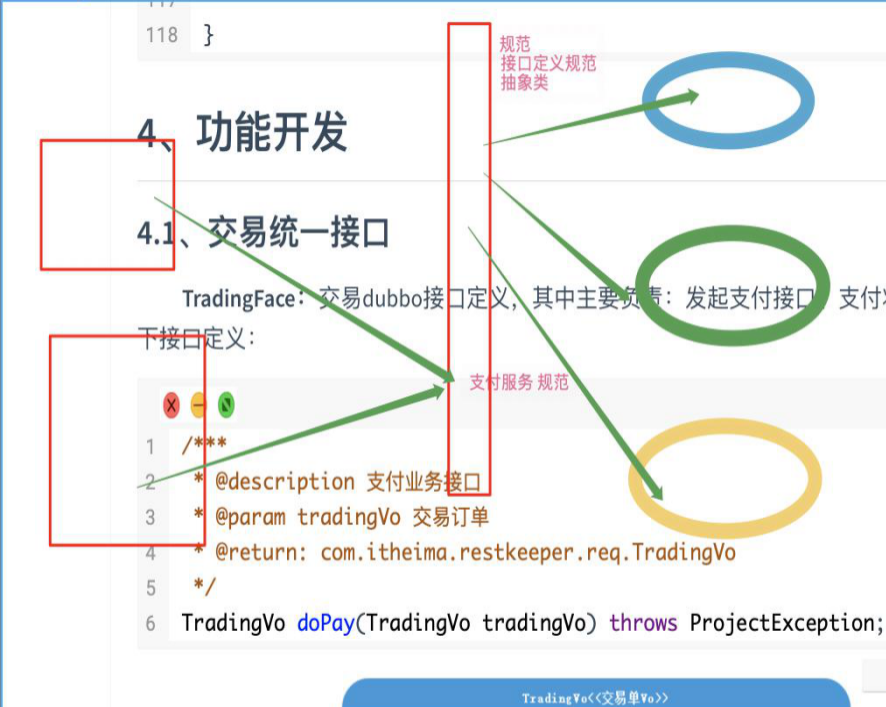 118 }
规范
接口定义规范
抽象类
4、功能开发
4.1、交易统一接口
TradingFace：交易dubbo接口定义，其中主要负责：发起支付接口，支付
下接口定义：
支付服务 规范
1 /***
2 * @description 支付业务接口
3 * @param tradingVo 交易订单
4 * @return: com.itheima.restkeeper.req.TradingVo
5 */
6 TradingVo doPay(TradingVo tradingVo) throws ProjectException;
TradingVo<<交易单Vo>>